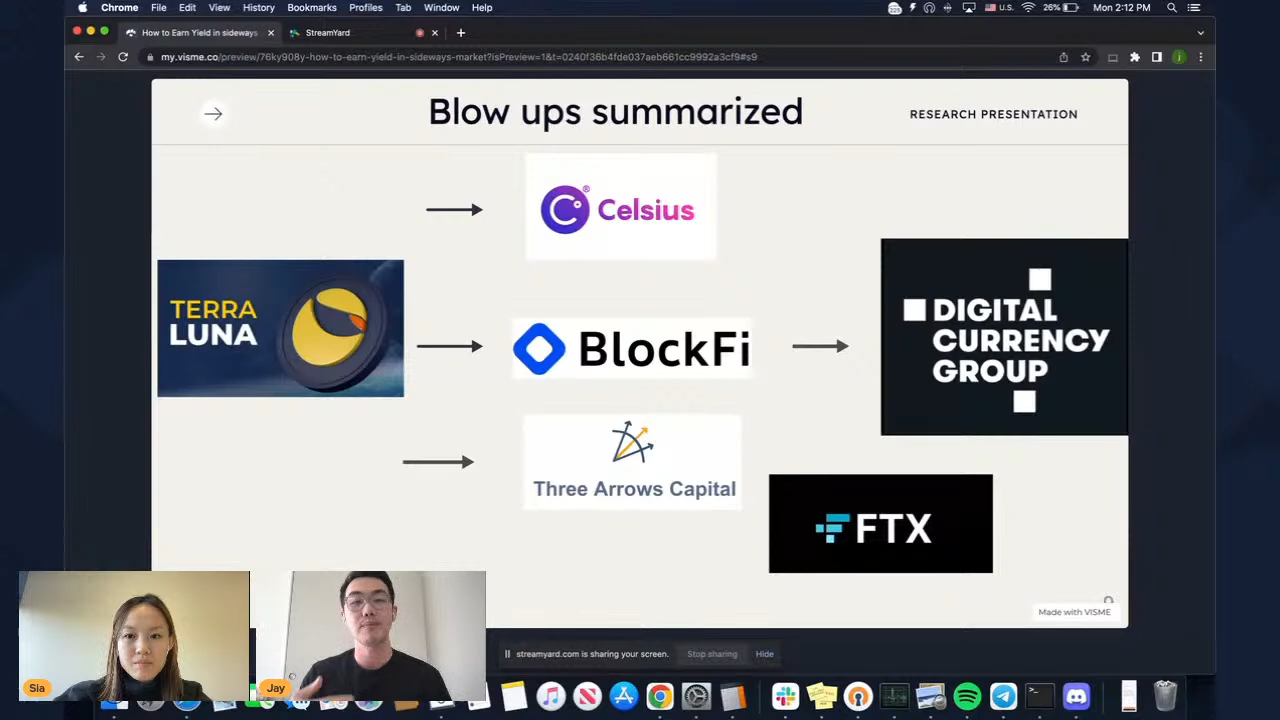 Chrome File Edit View History Bookmarks Profiles Tab Window Help
225
U.S.
26%
Mon 2:12 PM
How to Earn Yield in sideways
StreamYard
my.visme.co/preview/76ky908y-how-to-earn-yield-in-sideways-market?isPreview=1&t=0240f36b4fde037aeb661cc9992a3cf9#s9
Blow ups summarized
RESEARCH PRESENTATION
Celsius®
TERRA
LUNA
BlockFi
DIGITAL
CURRENCY
GROUP
Three Arrows Capital
FTX
Made with VISME
streamyard.com is sharing your screen.
Stop sharing
Hide
Sia
Jay